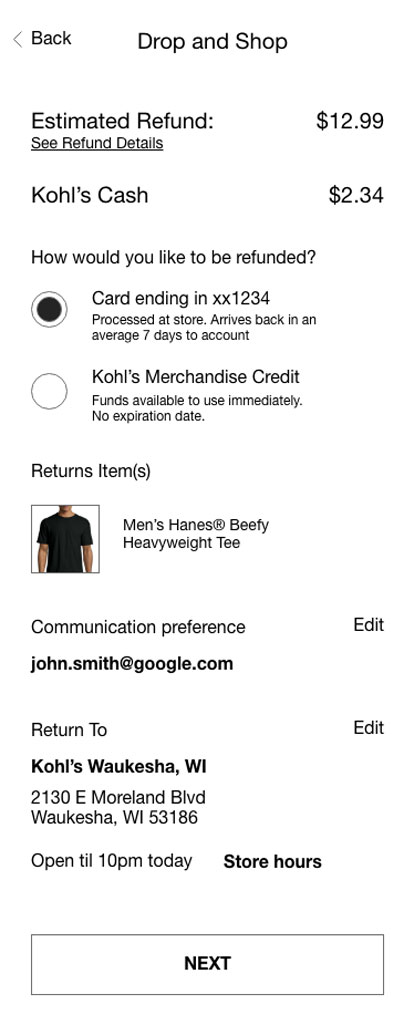 Back
Drop and Shop
Estimated Refund: $12.99
See Refund Details
Kohl’s Cash $2.34
How would you like to be refunded?
Card ending in xx1234
Processed at store. Arrives back in an
average 7 days to account
Kohl’s Merchandise Credit
Funds available to use immediately.
No expiration date.
Returns Item(s)
Men’s Hanes® Beefy
Heavyweight Tee
Communication preference Edit
john.smith@google.com
Return To Edit
Kohl’s Waukesha, WI
2130 E Moreland Blvd
Waukesha, WI 53186
Open til 10pm today Store hours
NEXT